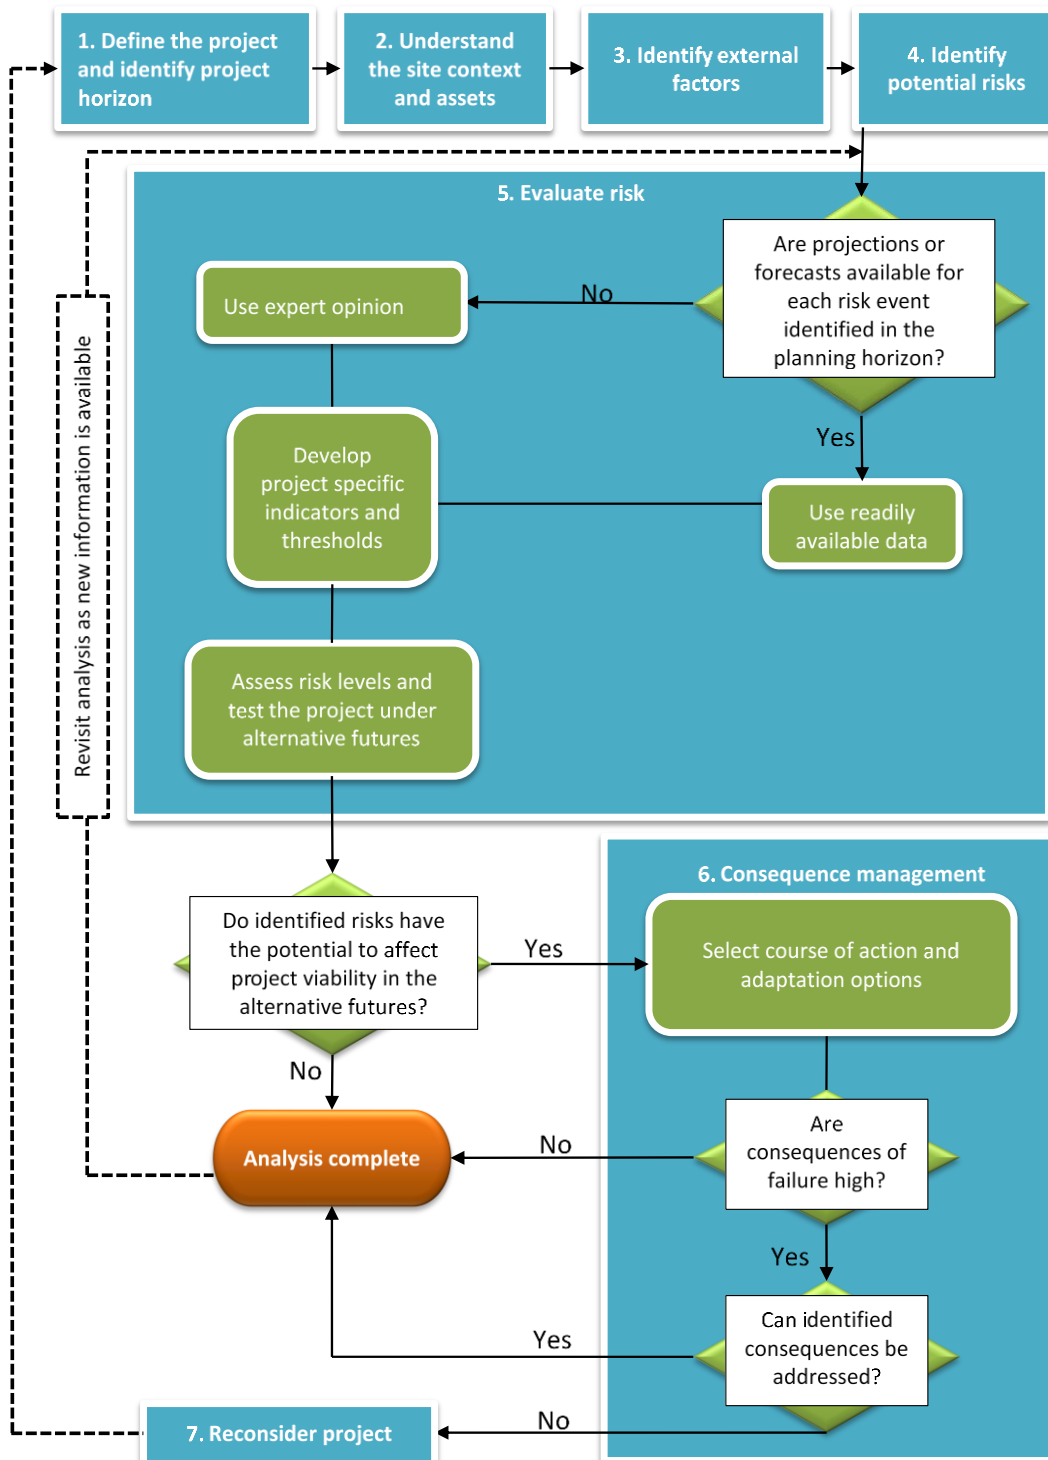 1. Define the project
and identify project
horizon
2. Understand
the site context
and assets
3. Identify external
factors
4. Identify
potential risks
5. Evaluate risk
Are projections or
forecasts available for
each risk event
identified in the
planning horizon?
No
Use expert opinion
Yes
Develop
project specific
indicators and
thresholds
Use readily
available data
Assess risk levels and
test the project under
alternative futures
Revisit analysis as new information is available
6. Consequence management
Do identified risks have
the potential to affect
project viability in the
alternative futures?
Yes
Select course of action and
adaptation options
No
Analysis complete
No
Are
consequences of
failure high?
Yes
Can identified
consequences be
addressed?
Yes
No
7. Reconsider project